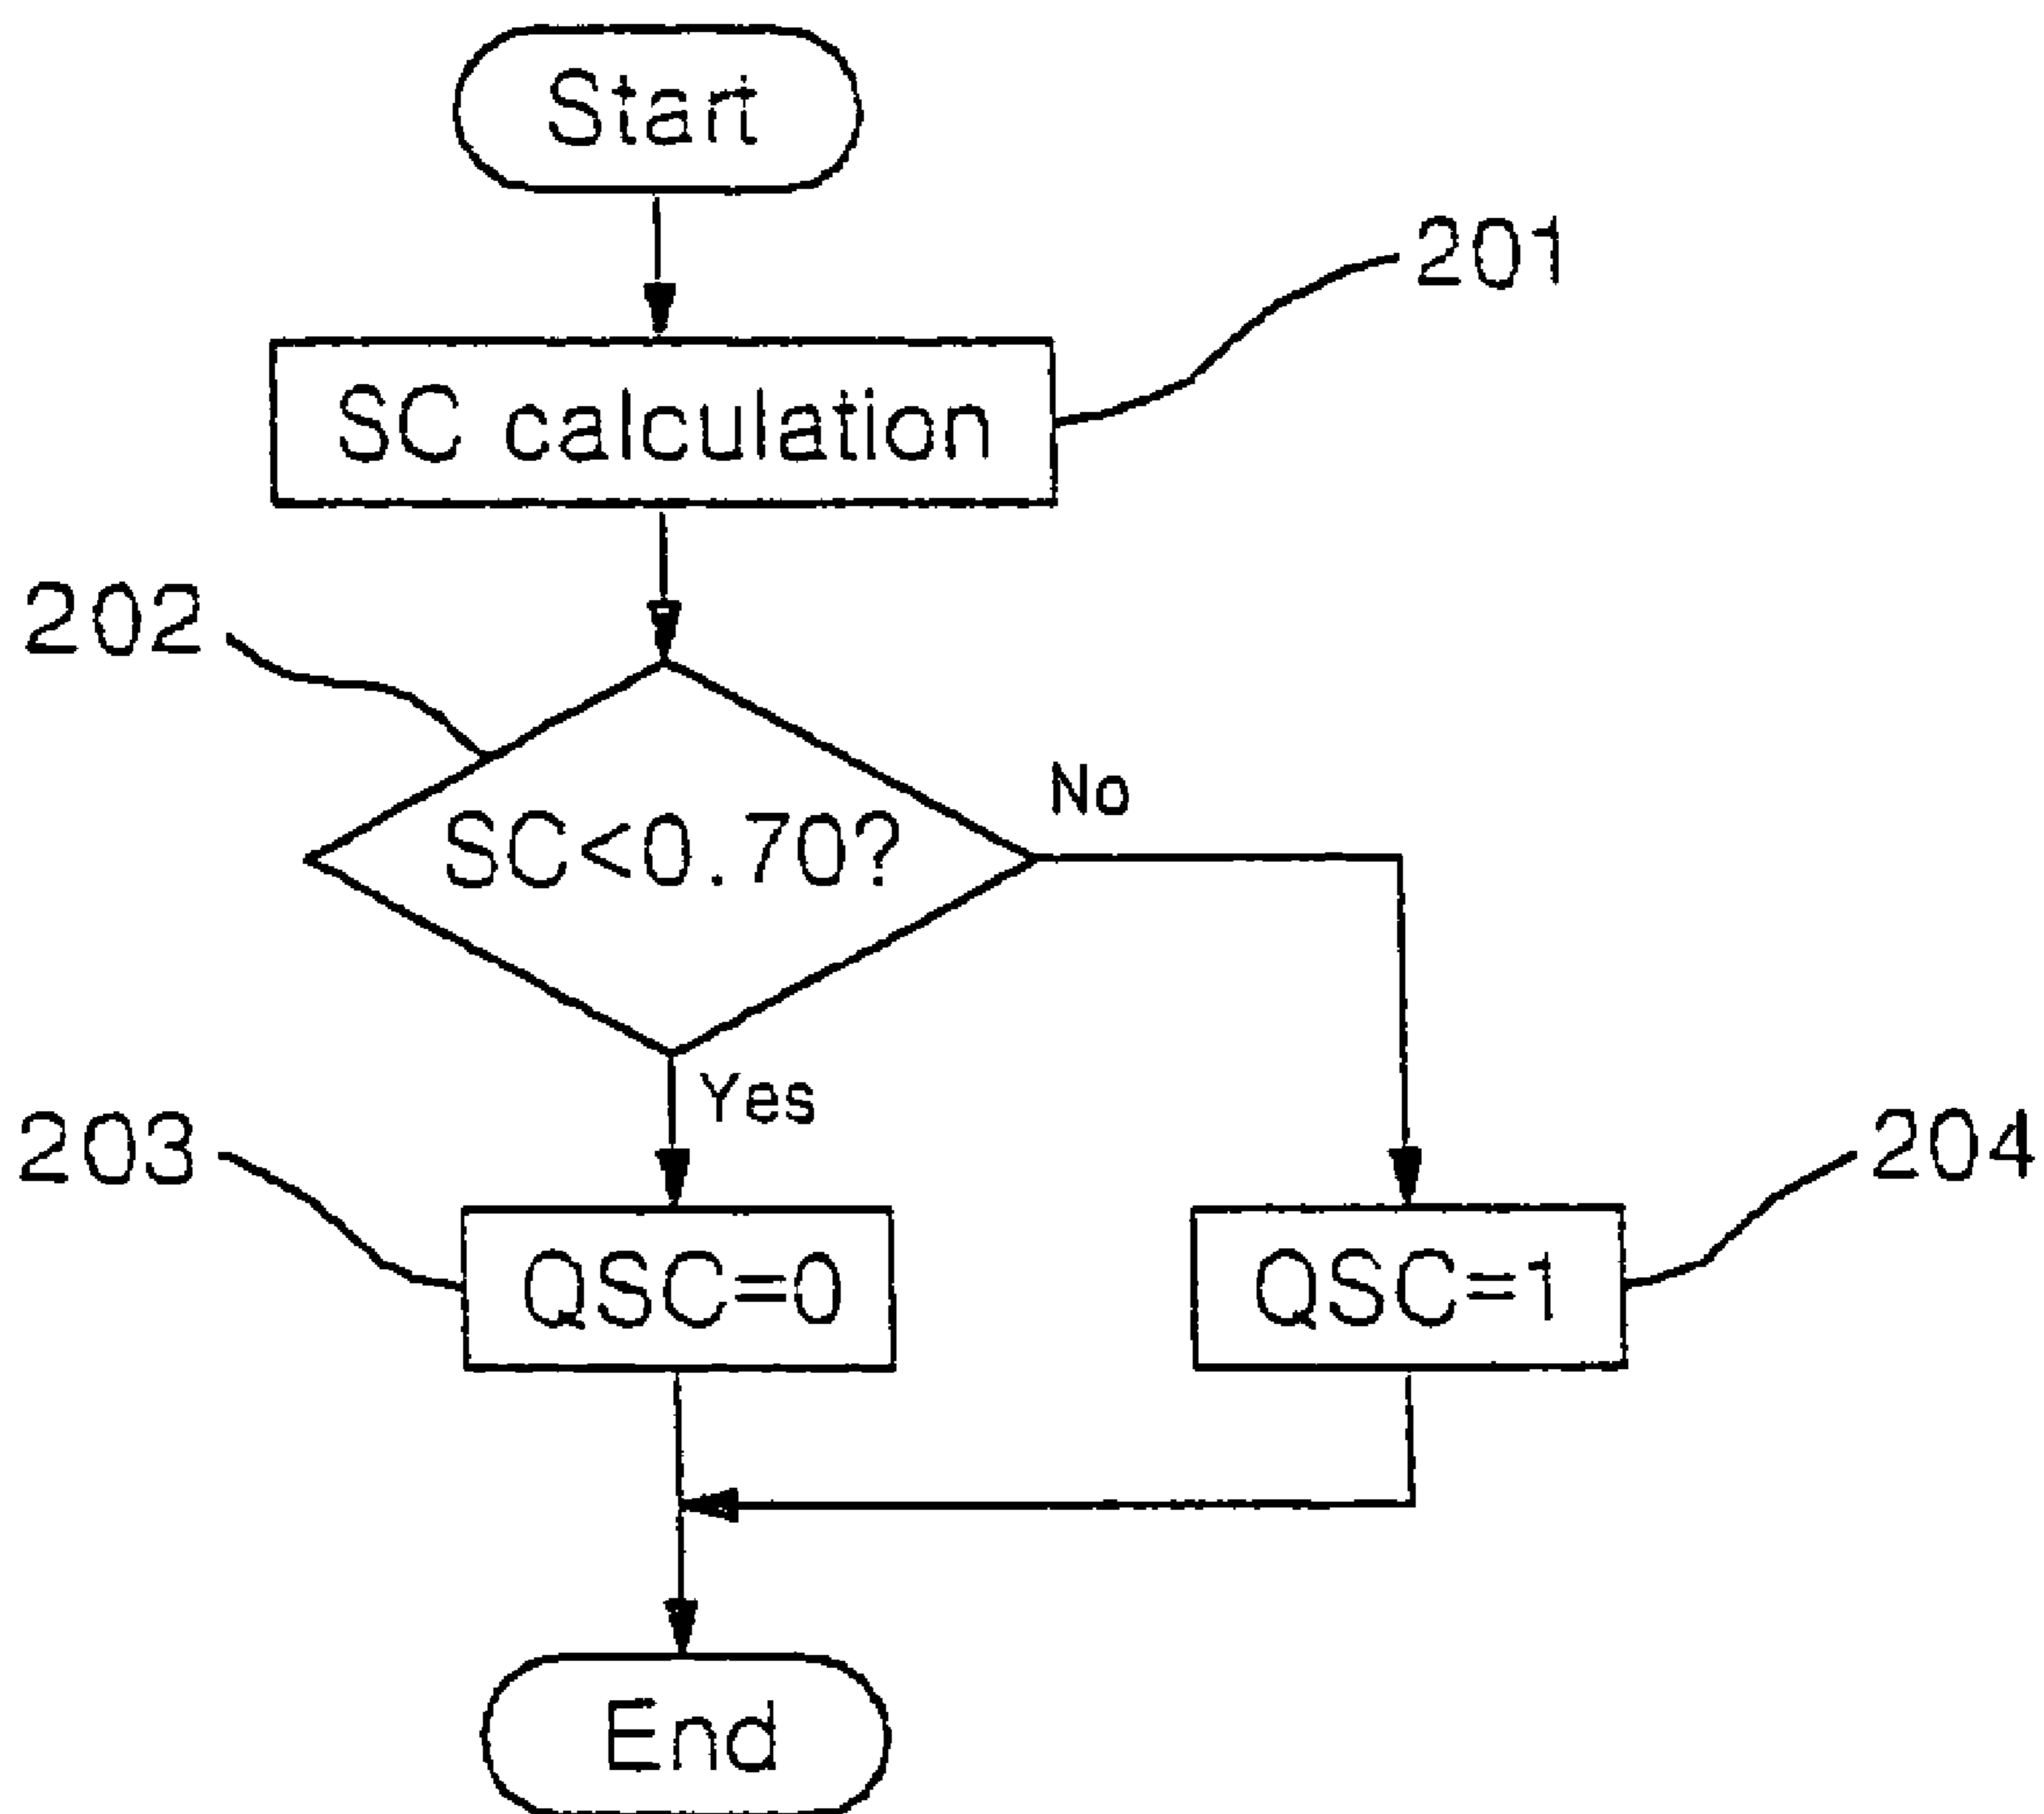 Start
201
SC calculation
202
No
SC<0.70?
Yes
203
204
QSC=0
QSC=1
End